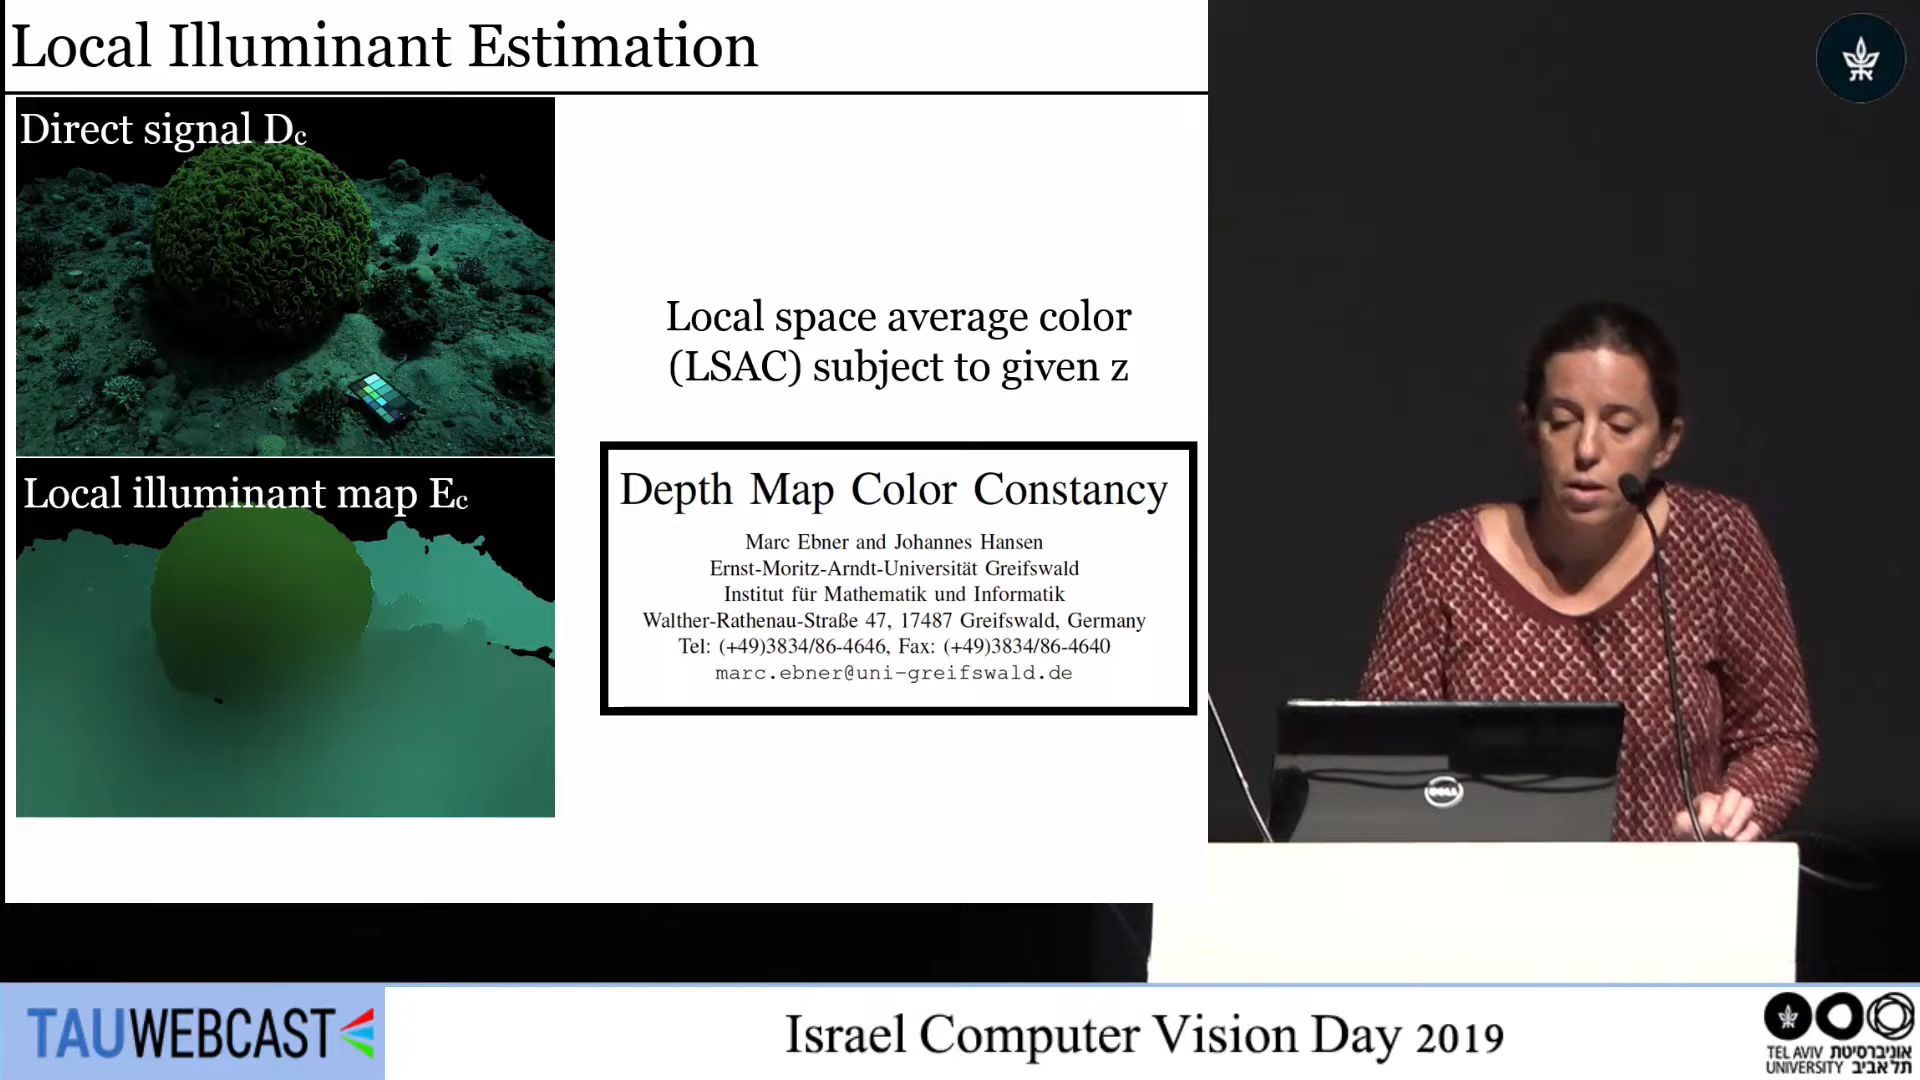 Local Illuminant Estimation
Direct signal Dc
Local illuminant map Ec
Local space average color
(LSAC) subject to given z
Depth Map Color Constancy
Marc Ebner and Johannes Hansen
Ernst-Moritz-Arndt-Universität Greifswald
Institut für Mathematik und Informatik
Walther-Rathenau-Straße 47, 17487 Greifswald, Germany
Tel: (+49)3834/86-4646, Fax: (+49)3834/86-4640
marc.ebner@uni-greifswald.de
DELL
TAUWEBCAST
Israel Computer Vision Day 2019
TEL AVIV אוניברסיטת
UNIVERSITY תל אביב